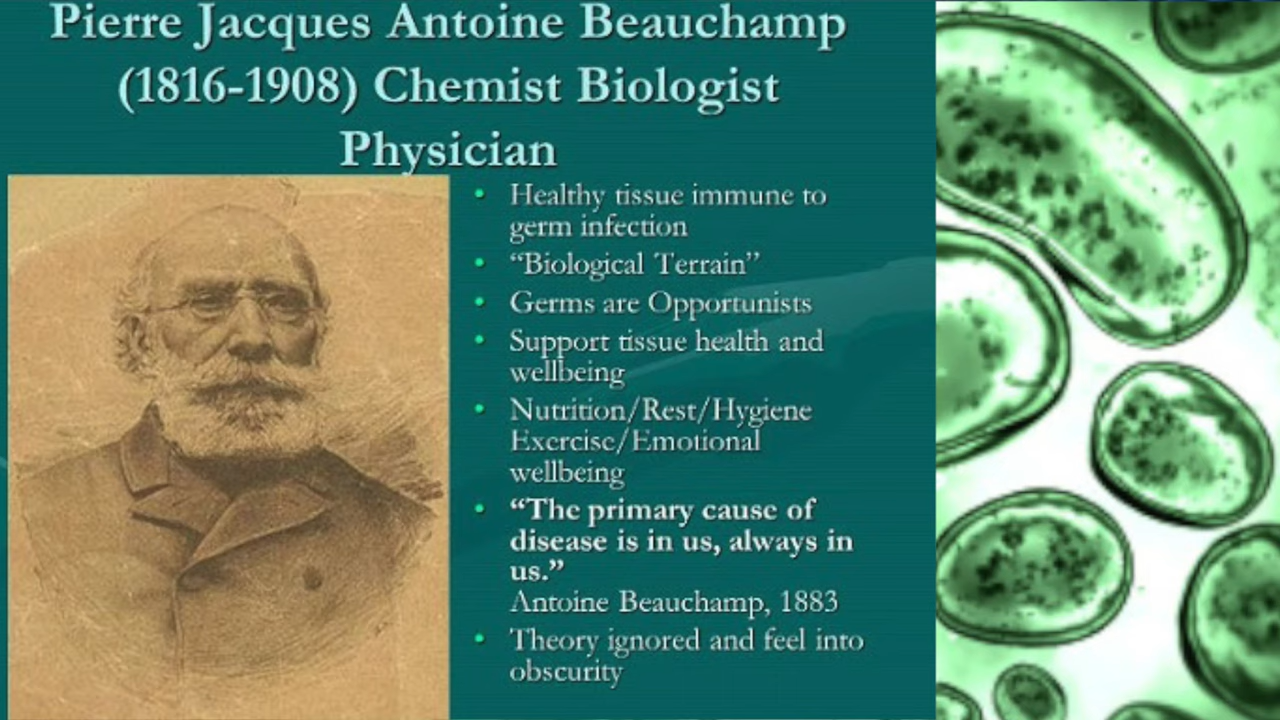 Pierre Jacques Antoine Beauchamp
(1816-1908) Chemist Biologist
Physician
• Healthy tissue immune to
germ infection
• “Biological Terrain”
• Germs are Opportunists
• Support tissue health and
wellbeing
• Nutrition/Rest/Hygiene
Exercise/Emotional
wellbeing
• “The primary cause of
disease is in us, always in
us.”
Antoine Beauchamp, 1883
• Theory ignored and feel into
obscurity